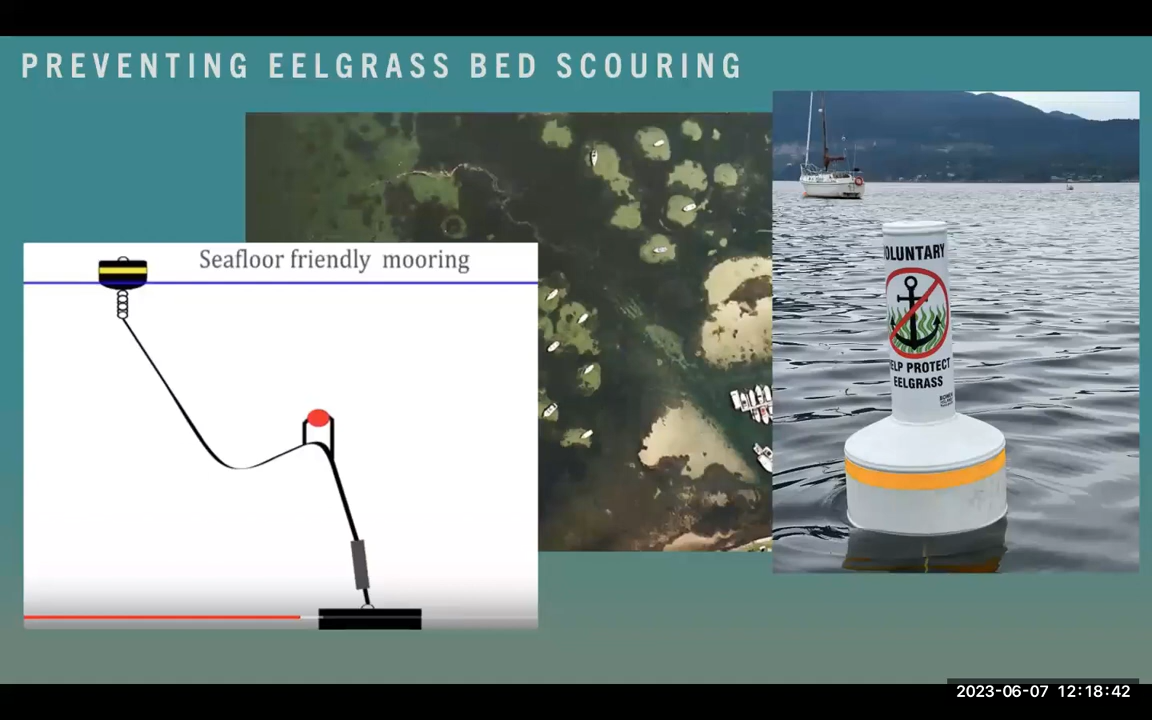 PREVENTING EELGRASS BED SCOURING
Seafloor friendly mooring
OLUNTARY
ELP PROTECT
EELGRASS
2023-06-07 12:18:42